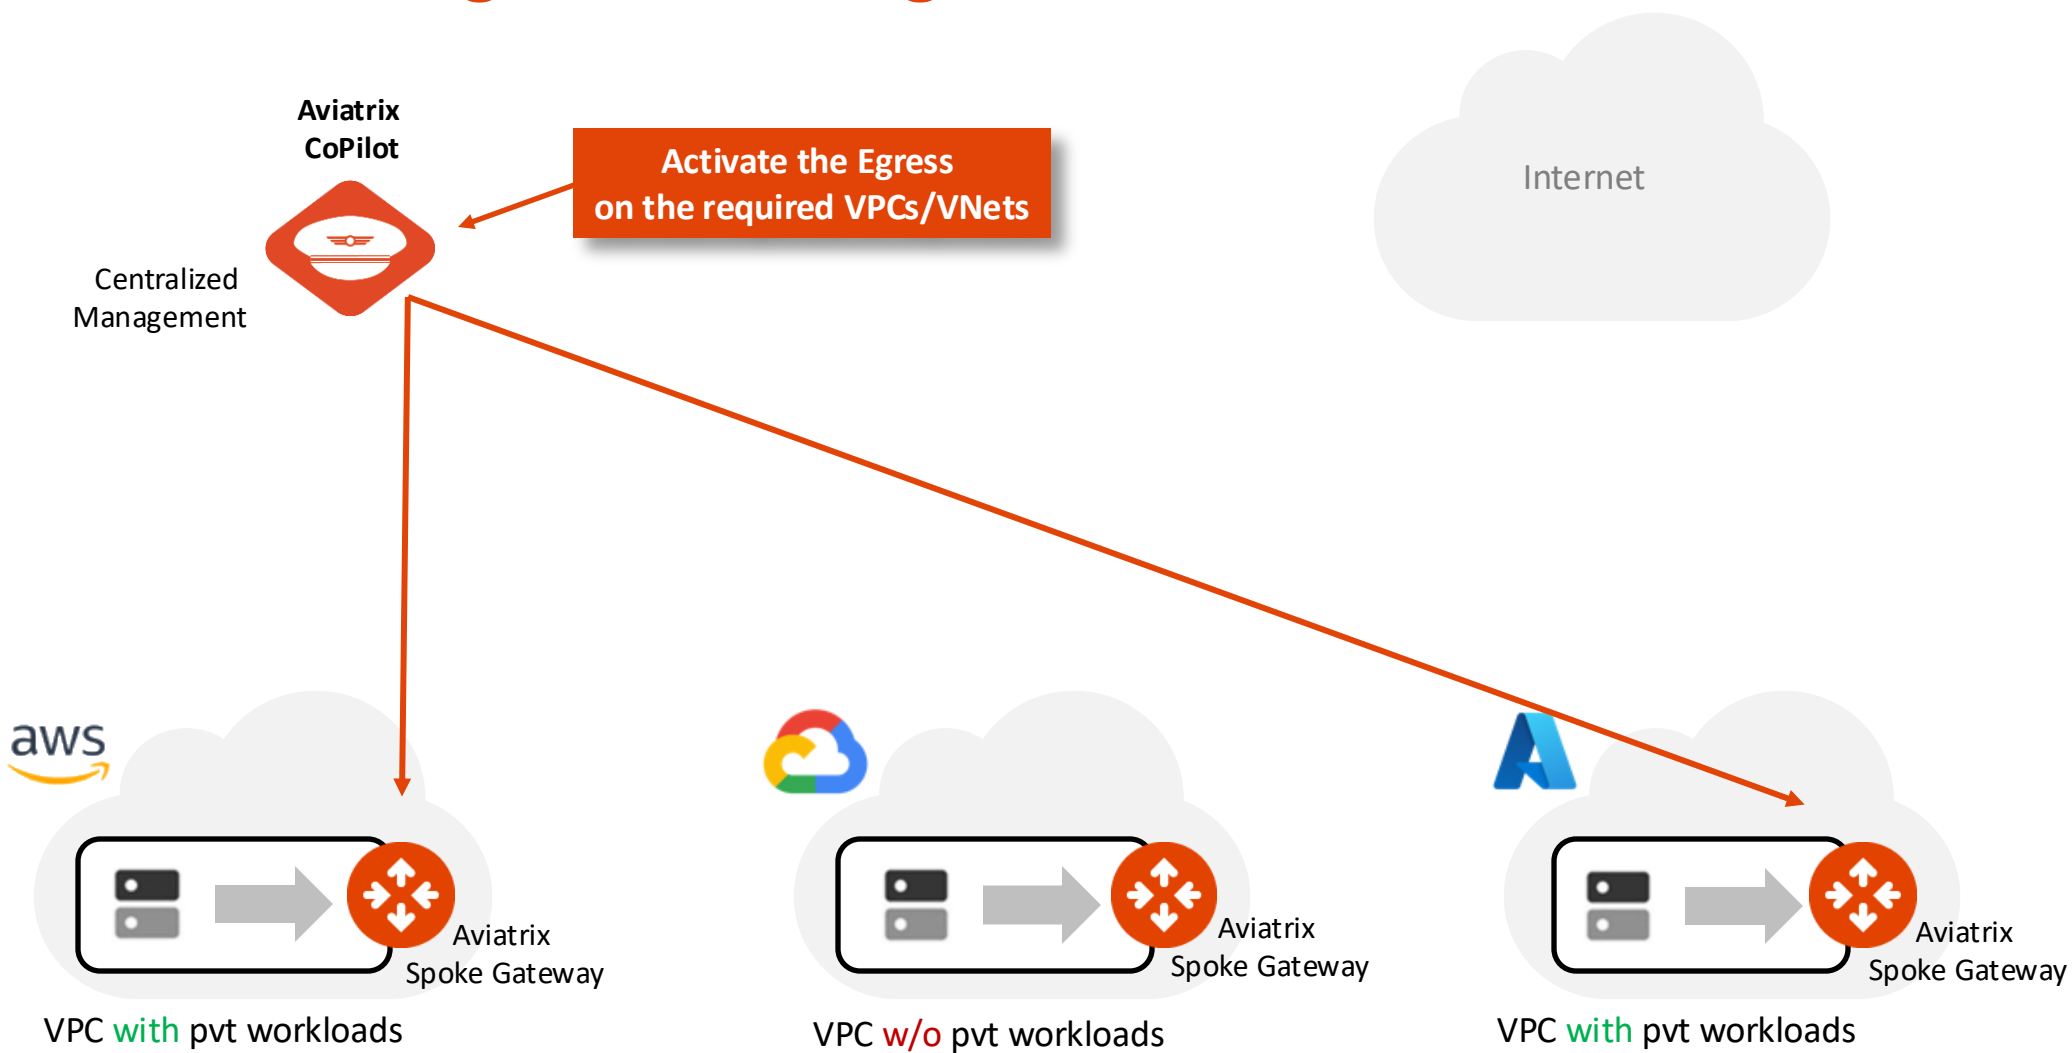 Aviatrix
CoPilot
Activate the Egress
on the required VPCs/VNets
Internet
Centralized
Management
aws
Aviatrix
Spoke Gateway
Aviatrix
Spoke Gateway
Aviatrix
Spoke Gateway
VPC with pvt workloads
VPC w/o pvt workloads
VPC with pvt workloads